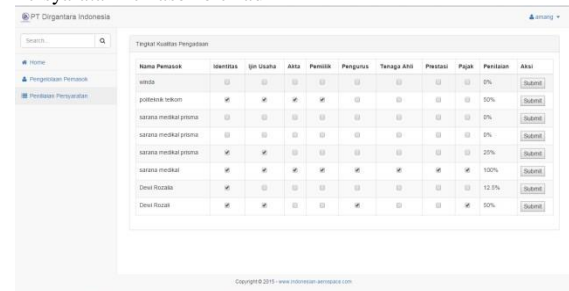 PT Dirgantara Indonesia
amang
Search...
Home
Pengelolaan Pemasok
Penilaian Persyaratan
Tingkat Kualitas Pengadaan
Nama Pemasok Identitas Ijin Usaha Akta Pemilik Pengurus Tenaga Ahli Prestasi Pajak Penilaian Aksi
winda 0% Submit
politeknik telkom 50% Submit
sarana medikal prisma 0% Submit
sarana medikal prisma 0% Submit
sarana medikal prisma 25% Submit
sarana medikal 100% Submit
Dewi Rozalia 12.5% Submit
Dewi Rozali 50% Submit
Copyright © 2015 - www.indonesian-aerospace.com